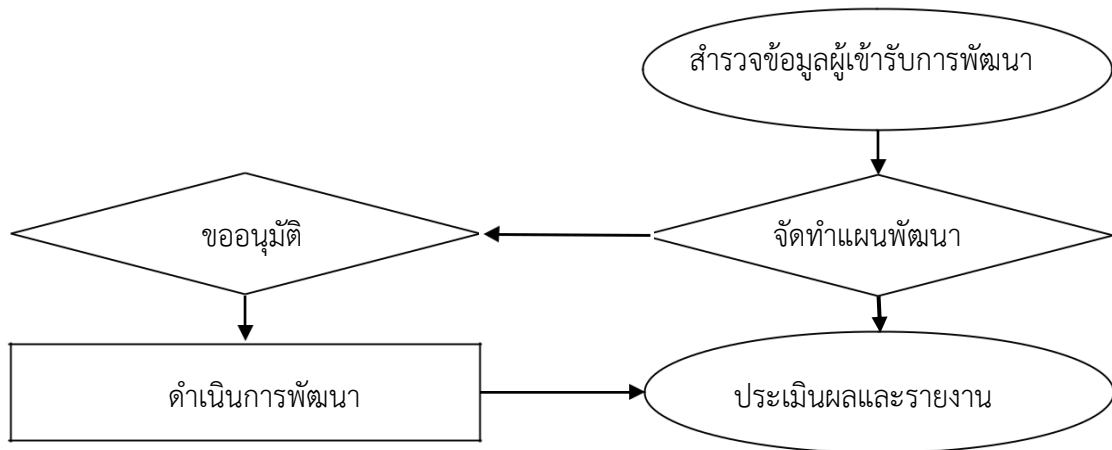 สำรวจข้อมูลผู้เข้ารับการพัฒนา
ขออนุมัติ
จัดทำแผนพัฒนา
ดำเนินการพัฒนา
ประเมินผลและรายงาน